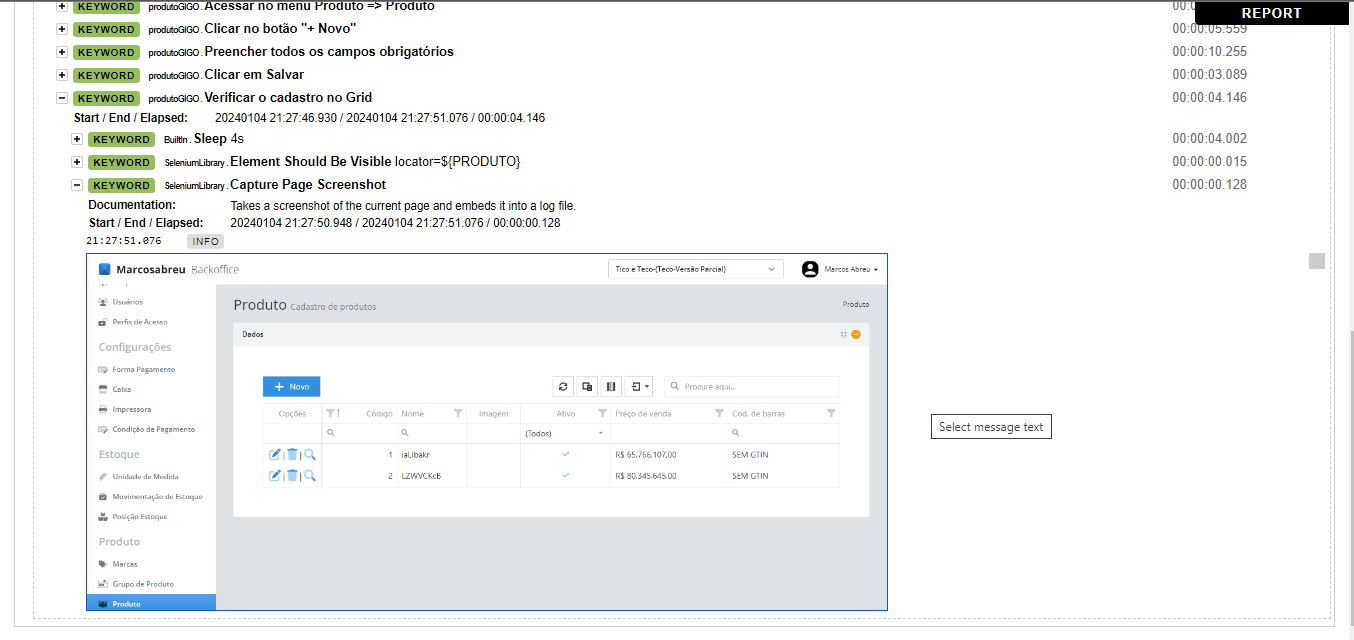 KEYWORD produtoGIGO. Acessar no menu Produto => Produto 00:0
REPORT
KEYWORD produtoGIGO. Clicar no botão "+ Novo" 00:00:05.559
KEYWORD produtoGIGO. Preencher todos os campos obrigatórios 00:00:10.255
KEYWORD produtoGIGO. Clicar em Salvar 00:00:03.089
KEYWORD produtoGIGO. Verificar o cadastro no Grid 00:00:04.146
Start / End / Elapsed: 20240104 21:27:46.930 / 20240104 21:27:51.076 / 00:00:04.146
KEYWORD BuiltIn. Sleep 4s 00:00:04.002
KEYWORD SeleniumLibrary. Element Should Be Visible locator=${PRODUTO} 00:00:00.015
KEYWORD SeleniumLibrary. Capture Page Screenshot 00:00:00.128
Documentation: Takes a screenshot of the current page and embeds it into a log file.
Start / End / Elapsed: 20240104 21:27:50.948 / 20240104 21:27:51.076 / 00:00:00.128
21:27:51.076 INFO
Marcosabreu Backoffice
Tico e Teco-(Teco-Versão Parcial)
Marcos Abreu
Usuários
Perfis de Acesso
Configurações
Forma Pagamento
Caixa
Impressora
Condição de Pagamento
Estoque
Unidade de Medida
Movimentação de Estoque
Posição Estoque
Produto
Marcas
Grupo de Produto
Produto
Produto Cadastro de produtos
Produto
Dados
+ Novo
Procure aqui...
Opções Código Nome Imagem Ativo Preço de venda Cod. de barras
(Todos)
1 iaLIbakr R$ 65.766.107,00 SEM GTIN
2 LZWVCKcB R$ 80.345.645,00 SEM GTIN
Select message text